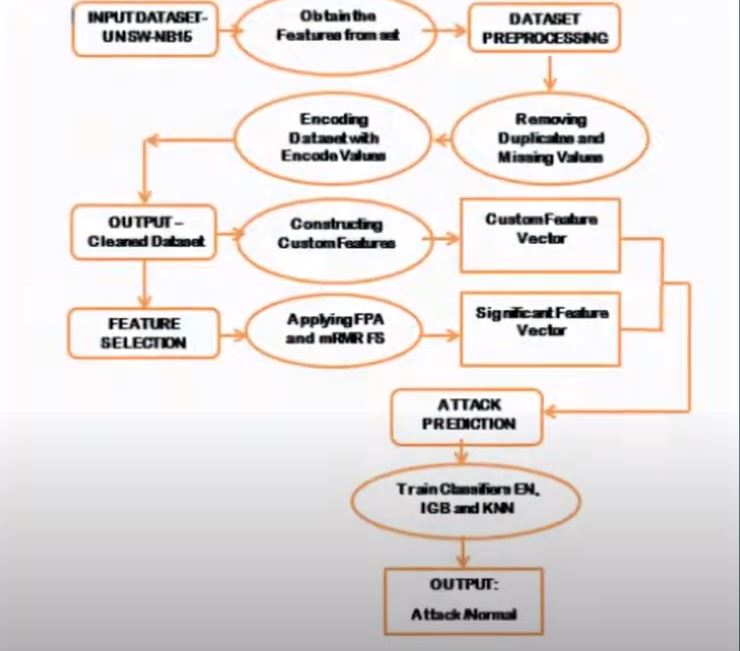 INPUT DATASET-
UNSW-NB15
Obtain the
Features from set
DATASET
PREPROCESSING
Removing
Duplicates and
Missing Values
Encoding
Dataset with
Encode Values
OUTPUT –
Cleaned Dataset
Constructing
Custom Features
Custom Feature
Vector
FEATURE
SELECTION
Applying FPA
and mRMR FS
Significant Feature
Vector
ATTACK
PREDICTION
Train Classifiers EN,
IGB and KNN
OUTPUT:
Attack/Normal